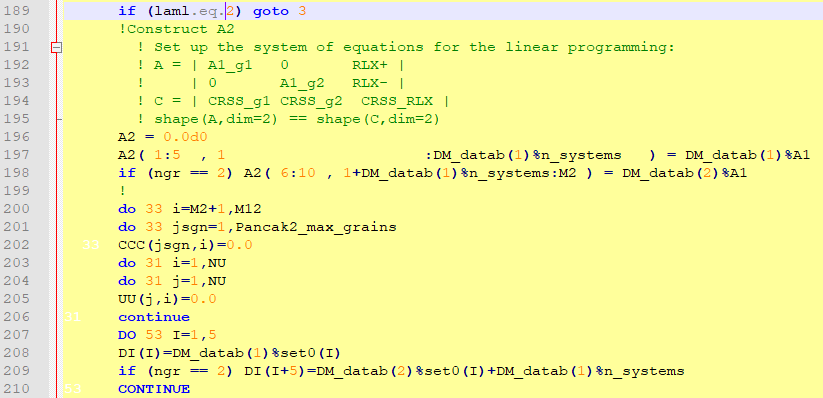 189 if (laml.eq.2) goto 3
190 !Construct A2
191 ! Set up the system of equations for the linear programming:
192 ! A = | A1_g1 0 RLX+ |
193 ! | 0 A1_g2 RLX- |
194 ! C = | CRSS_g1 CRSS_g2 CRSS_RLX |
195 ! shape(A,dim=2) == shape(C,dim=2)
196 A2 = 0.0d0
197 A2( 1:5 , 1 :DM_datab(1)%n_systems ) = DM_datab(1)%A1
198 if (ngr == 2) A2( 6:10 , 1+DM_datab(1)%n_systems:M2 ) = DM_datab(2)%A1
199 !
200 do 33 i=M2+1,M12
201 do 33 jsgn=1,Pancak2_max_grains
202 33 CCC(jsgn,i)=0.0
203 do 31 i=1,NU
204 do 31 j=1,NU
205 UU(j,i)=0.0
206 31 continue
207 DO 53 I=1,5
208 DI(I)=DM_datab(1)%set0(I)
209 if (ngr == 2) DI(I+5)=DM_datab(2)%set0(I)+DM_datab(1)%n_systems
210 53 CONTINUE